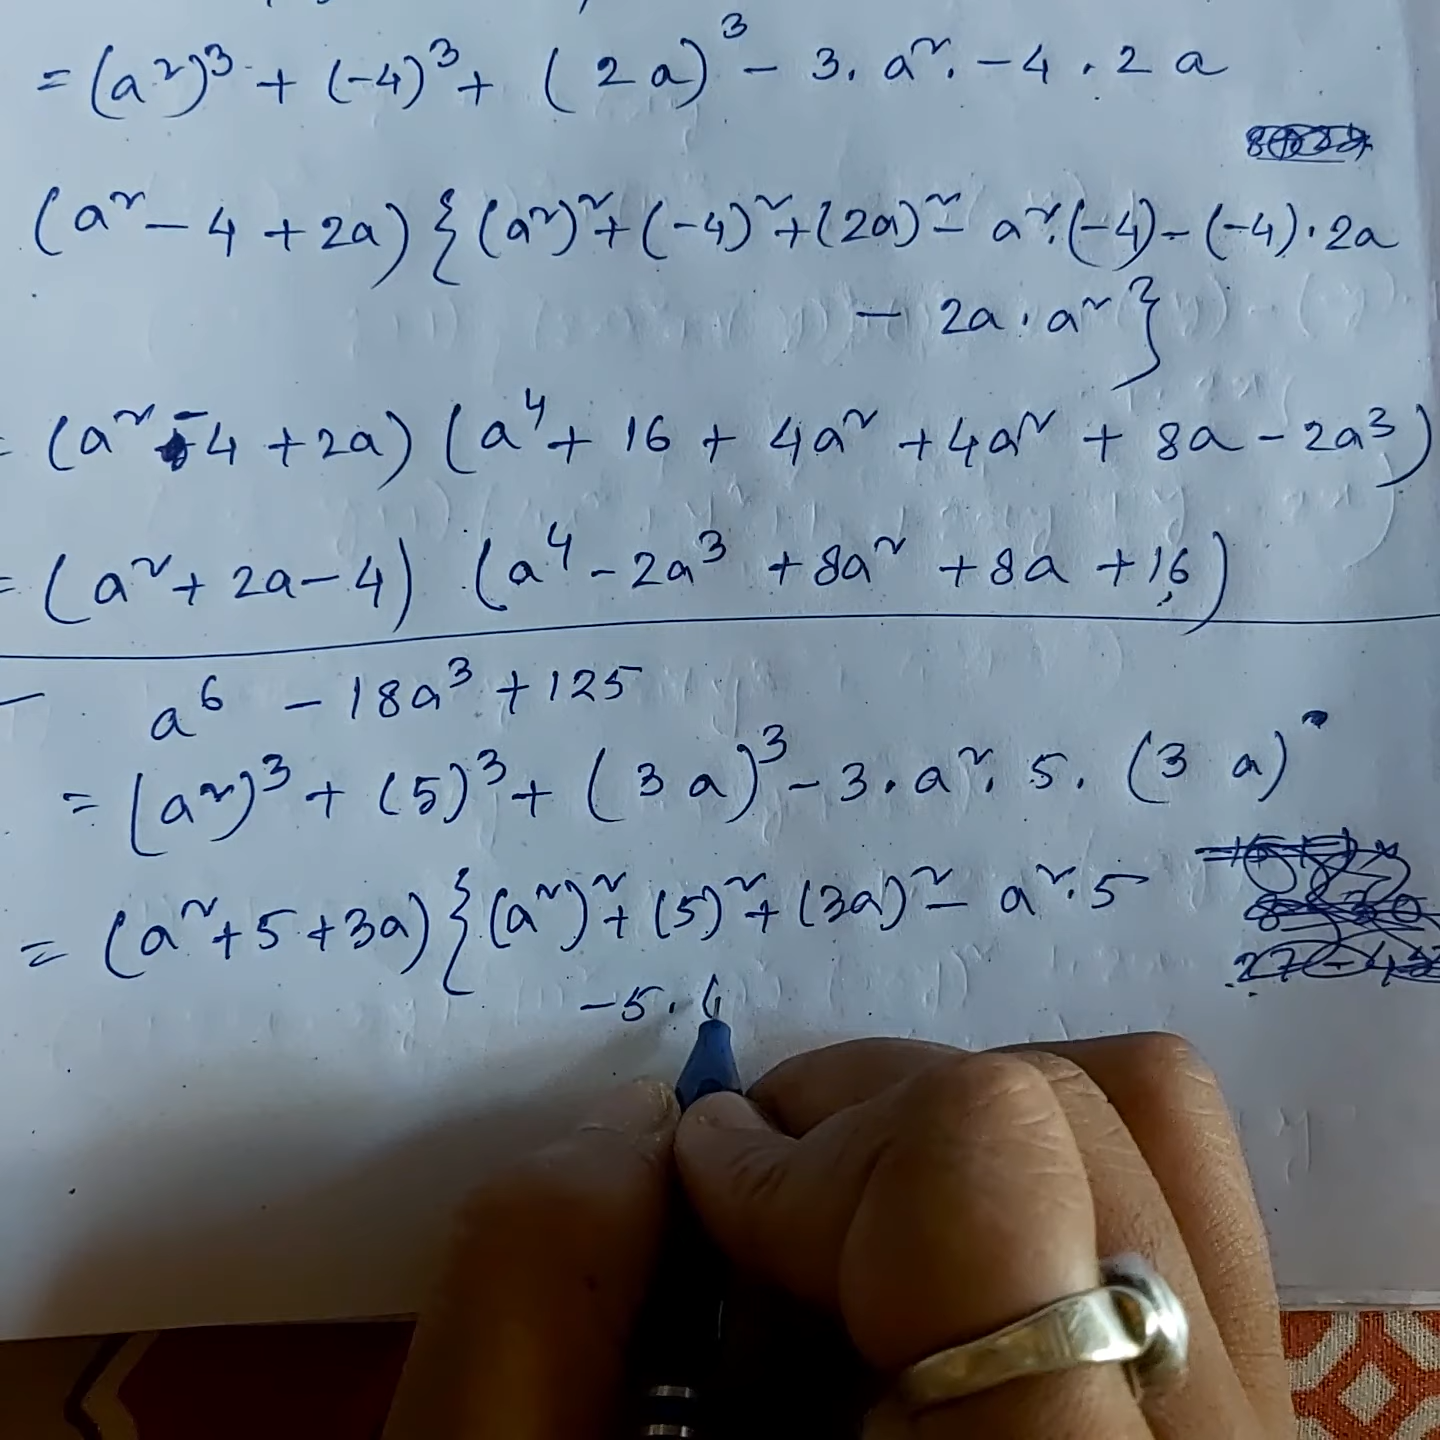 = (a²)³ + (-4)³ + (2a)³ - 3. a². -4 . 2a
(a² - 4 + 2a) {(a²)² + (-4)² + (2a)² - a².(-4) - (-4).2a
- 2a . a²}
= (a² - 4 + 2a) (a⁴ + 16 + 4a² + 4a² + 8a - 2a³)
= (a² + 2a - 4) (a⁴ - 2a³ + 8a² + 8a + 16)
a⁶ - 18a³ + 125
= (a²)³ + (5)³ + (3a)³ - 3. a². 5. (3a)
= (a² + 5 + 3a) {(a²)² + (5)² + (3a)² - a².5
-5. (